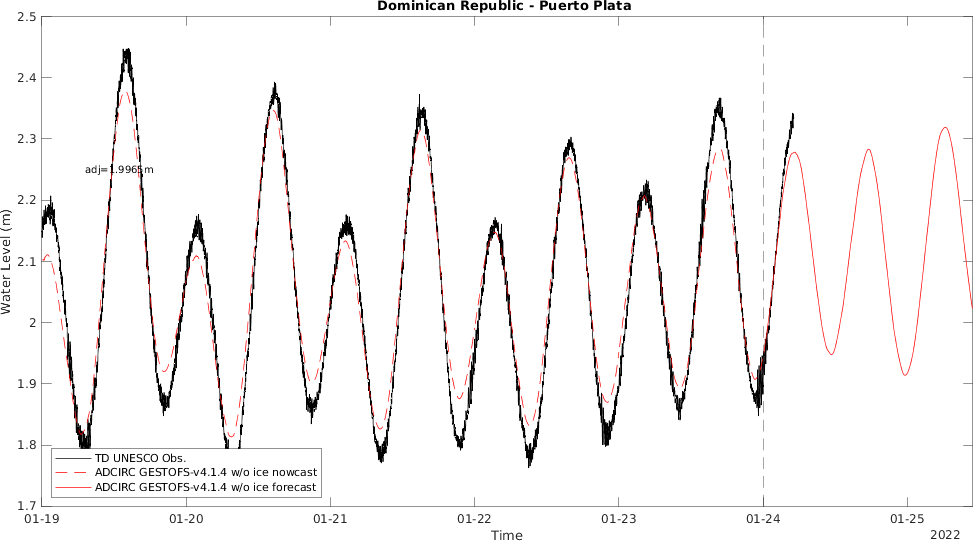 Dominican Republic - Puerto Plata
2.5
2.4
2.3
2.2
2.1
2
1.9
1.8
1.7
Water Level (m)
adj=1.9965m
TD UNESCO Obs.
ADCIRC GESTOFS-v4.1.4 w/o ice nowcast
ADCIRC GESTOFS-v4.1.4 w/o ice forecast
01-19 01-20 01-21 01-22 01-23 01-24 01-25
Time
2022